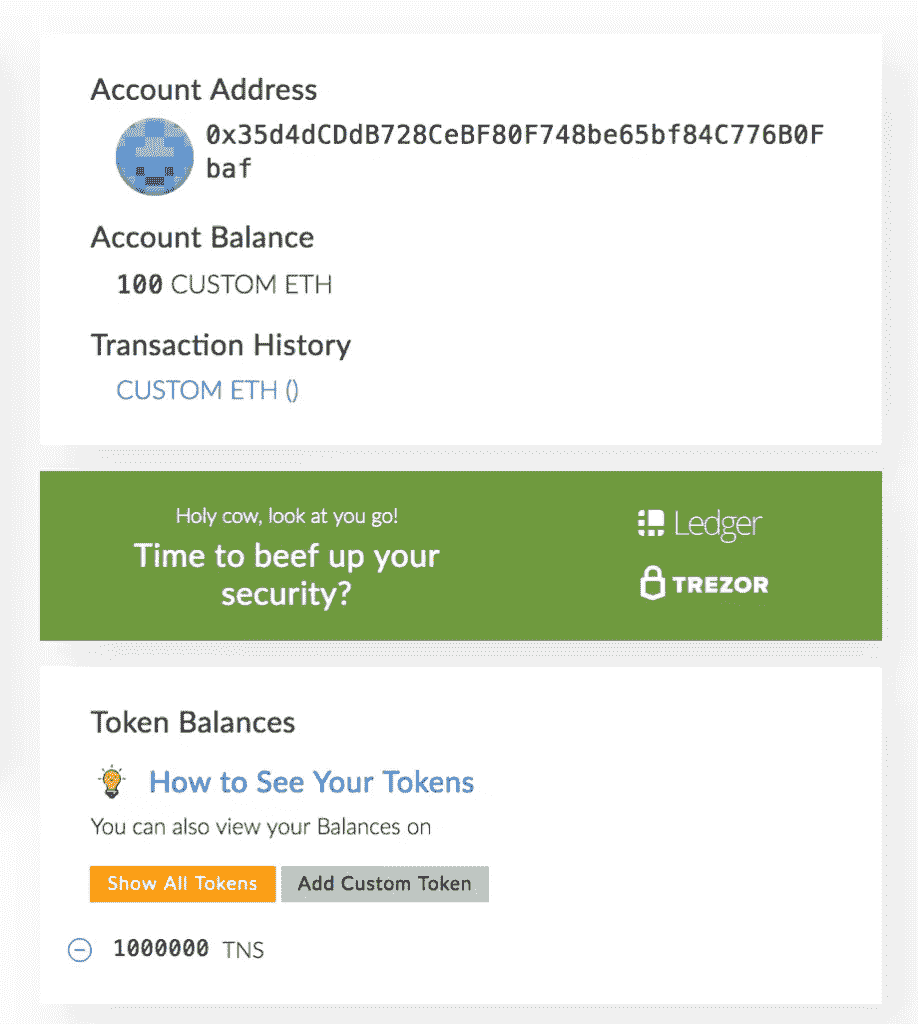 Account Address
0x35d4dCDdB728CeBF80F748be65bf84C776B0F
baf
Account Balance
100 CUSTOM ETH
Transaction History
CUSTOM ETH ()
Holy cow, look at you go!
Time to beef up your
security?
Ledger
TREZOR
Token Balances
How to See Your Tokens
You can also view your Balances on
Show All Tokens
Add Custom Token
1000000 TNS